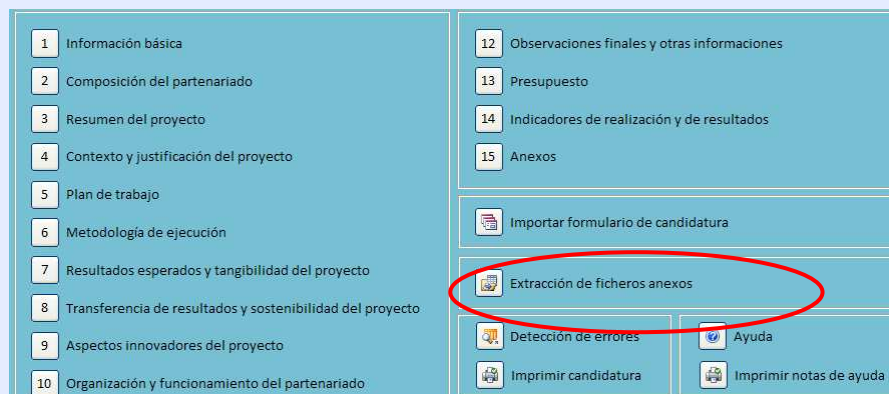 1 Información básica
2 Composición del partenariado
3 Resumen del proyecto
4 Contexto y justificación del proyecto
5 Plan de trabajo
6 Metodología de ejecución
7 Resultados esperados y tangibilidad del proyecto
8 Transferencia de resultados y sostenibilidad del proyecto
9 Aspectos innovadores del proyecto
10 Organización y funcionamiento del partenariado
12 Observaciones finales y otras informaciones
13 Presupuesto
14 Indicadores de realización y de resultados
15 Anexos
Importar formulario de candidatura
Extracción de ficheros anexos
Detección de errores
Ayuda
Imprimir candidatura
Imprimir notas de ayuda